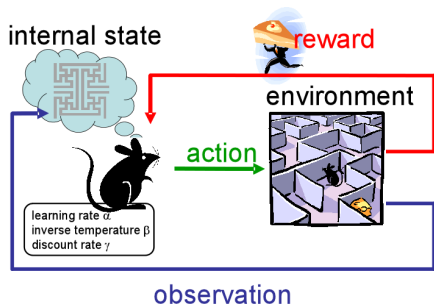 internal state
reward
environment
action
learning rate α
inverse temperature β
discount rate γ
observation